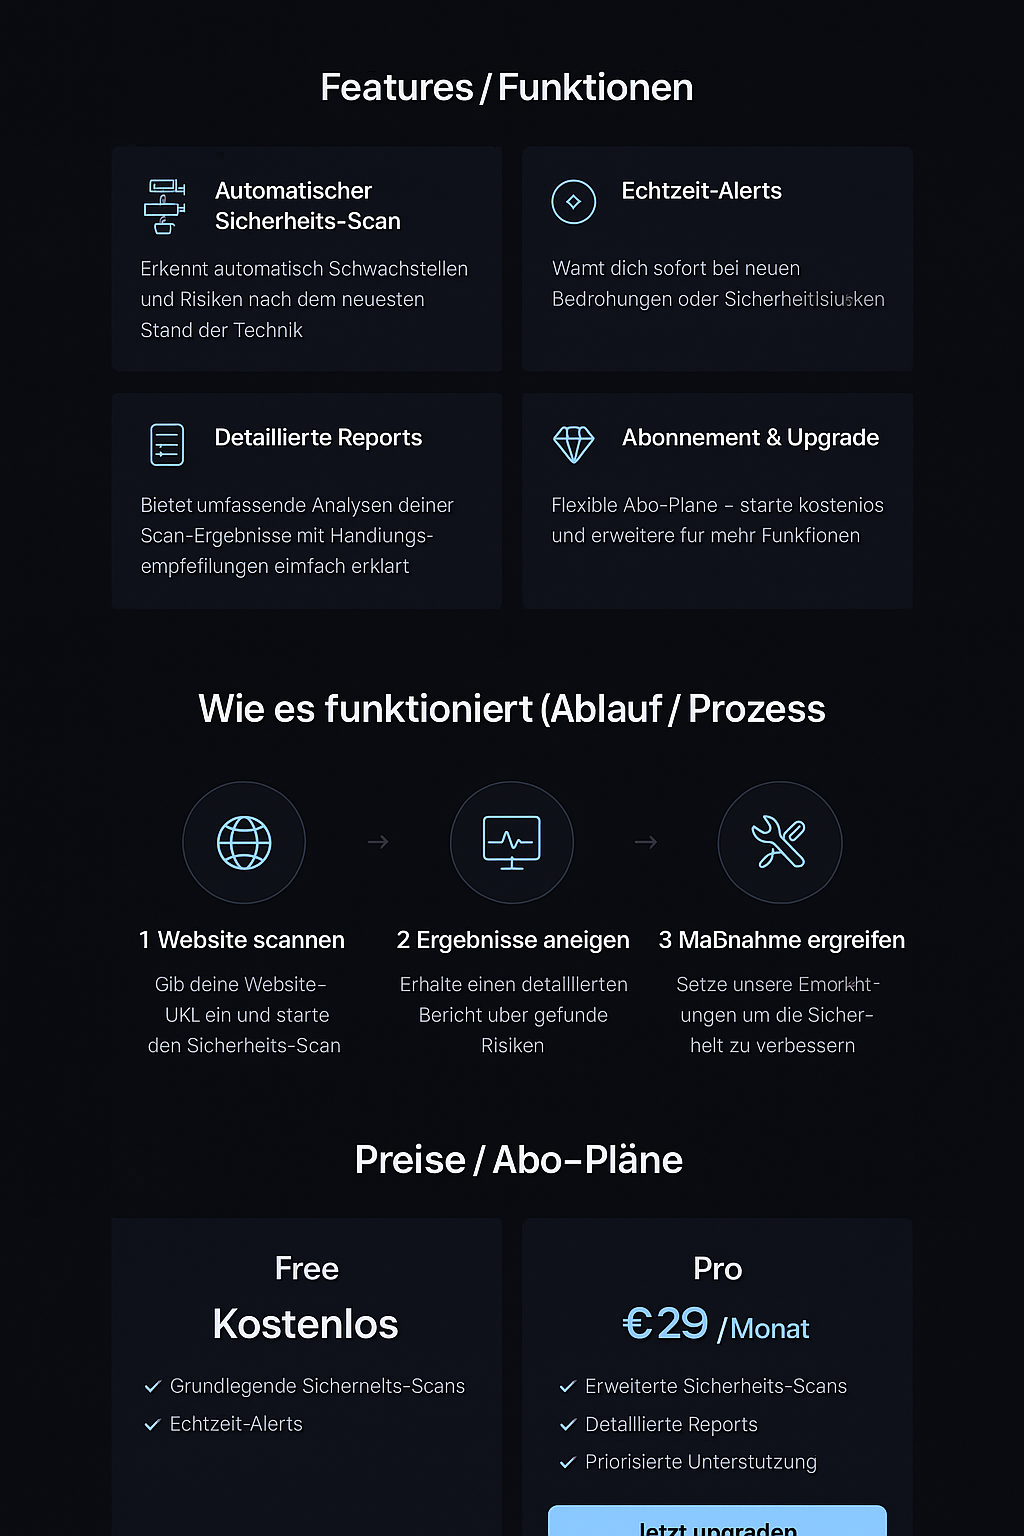 Features / Funktionen
Automatischer
Sicherheits-Scan
Erkennt automatisch Schwachstellen
und Risiken nach dem neuesten
Stand der Technik
Echtzeit-Alerts
Wamt dich sofort bei neuen
Bedrohungen oder
Detaillierte Reports
Bietet umfassende Analysen deiner
Scan-Ergebnisse mit Handiungs-
empfefilungen eimfach erklart
Abonnement & Upgrade
Flexible Abo-Plane – starte kostenios
und erweitere fur mehr Funkfionen
Wie es funktioniert (Ablauf / Prozess
1 Website scannen
Gib deine Website-
UKL ein und starte
den Sicherheits-Scan
2 Ergebnisse aneigen
Erhalte einen detallllerten
Bericht uber gefunde
Risiken
3 Maßnahme ergreifen
Setze unsere
ungen um die Sicher-
helt zu verbessern
Preise / Abo-Pläne
Free
Kostenlos
✓ Grundlegende Sichernelts-Scans
✓ Echtzeit-Alerts
Pro
€29 /Monat
✓ Erweiterte Sicherheits-Scans
✓ Detalllierte Reports
✓ Priorisierte Unterstutzung
Jetzt upgraden